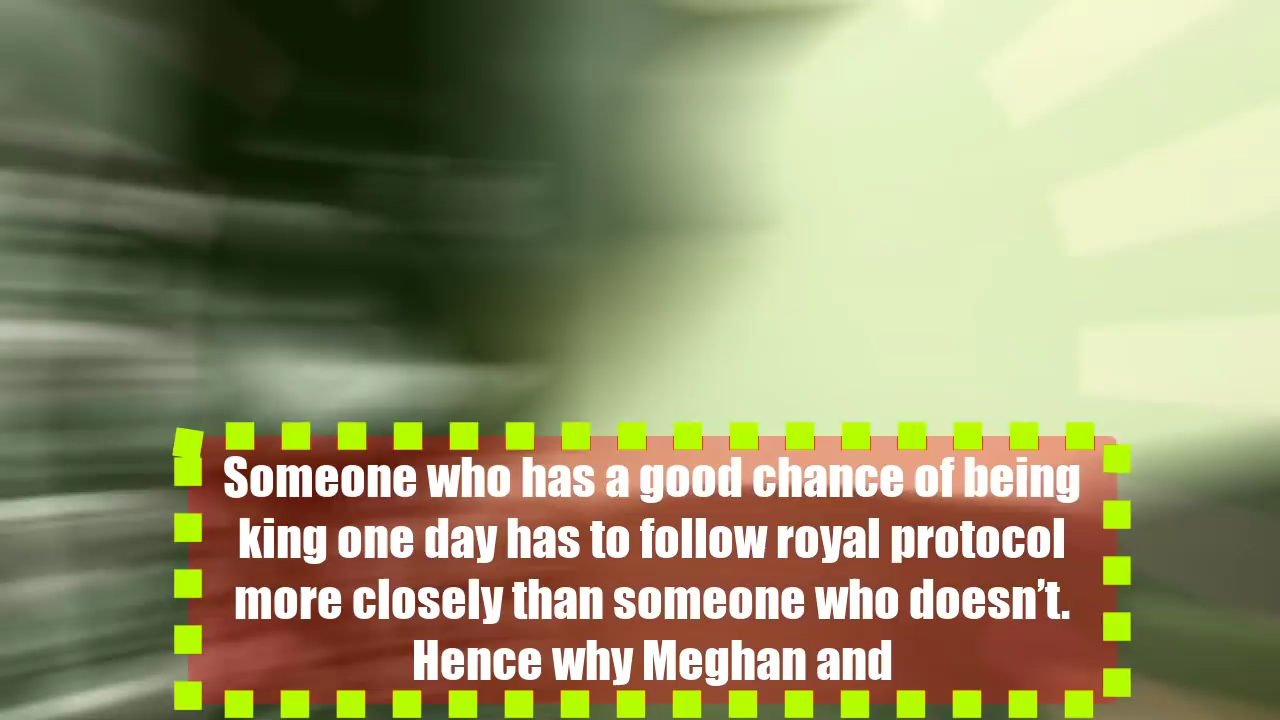 Someone who has a good chance of being
king one day has to follow royal protocol
more closely than someone who doesn’t.
Hence why Meghan and